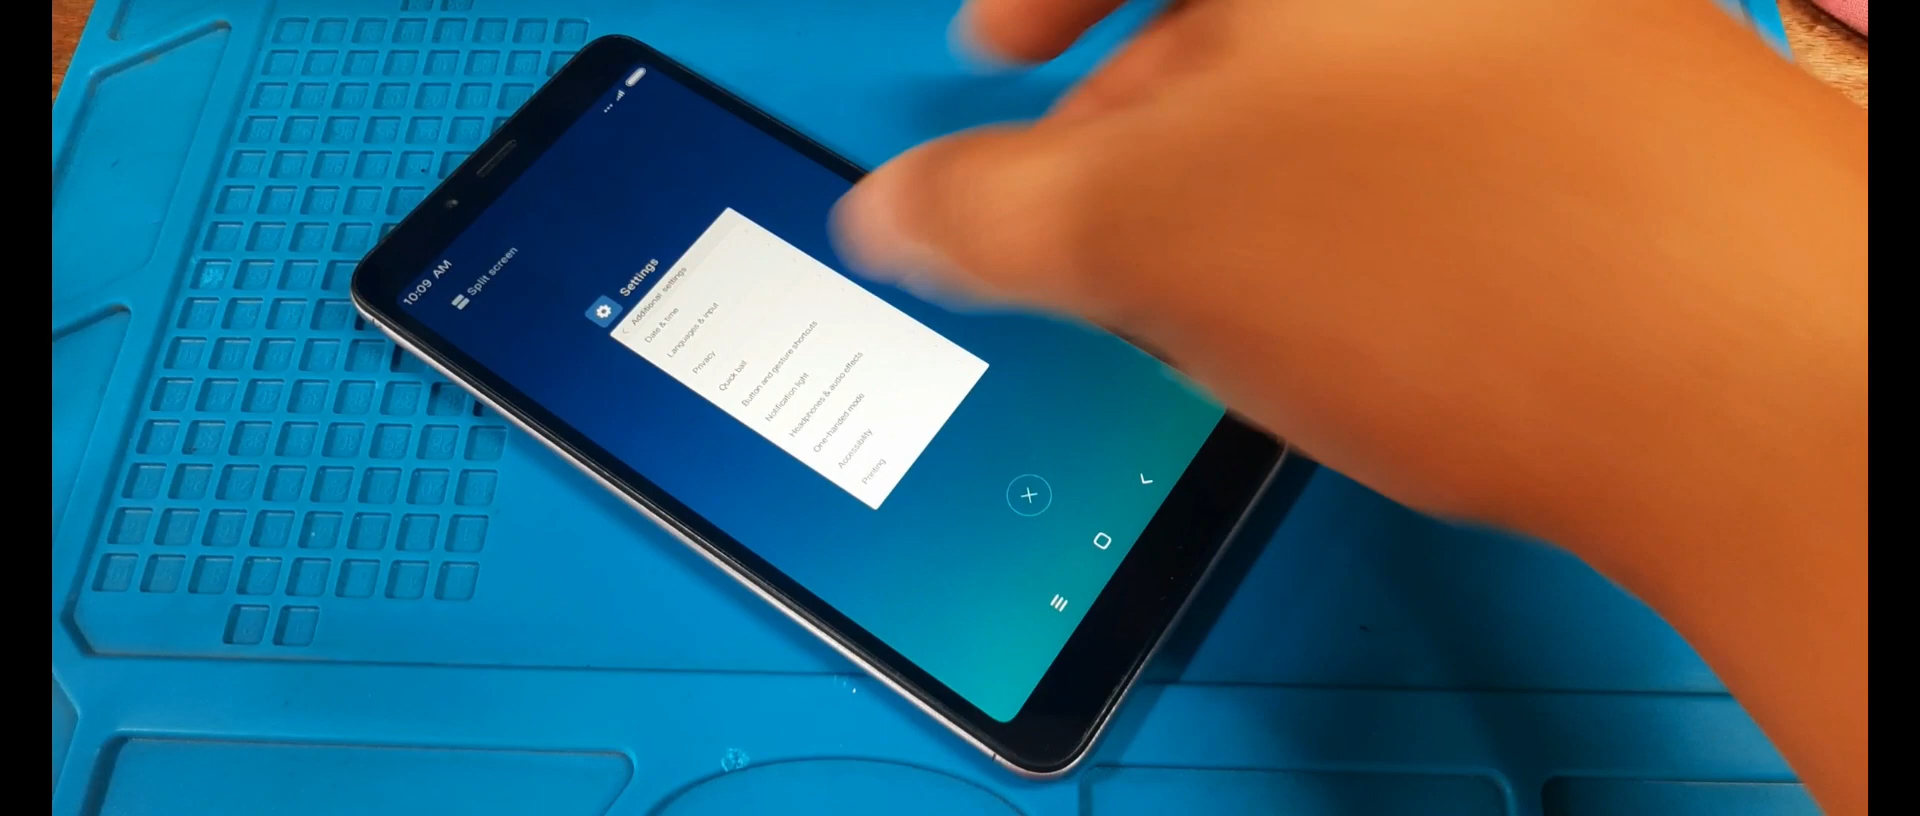 10:09 AM
Split screen
Settings
Additional settings
Date & time
Languages & input
Privacy
Quick ball
Button and gesture shortcuts
Notification light
Headphones & audio effects
One-handed mode
Accessibility
Printing